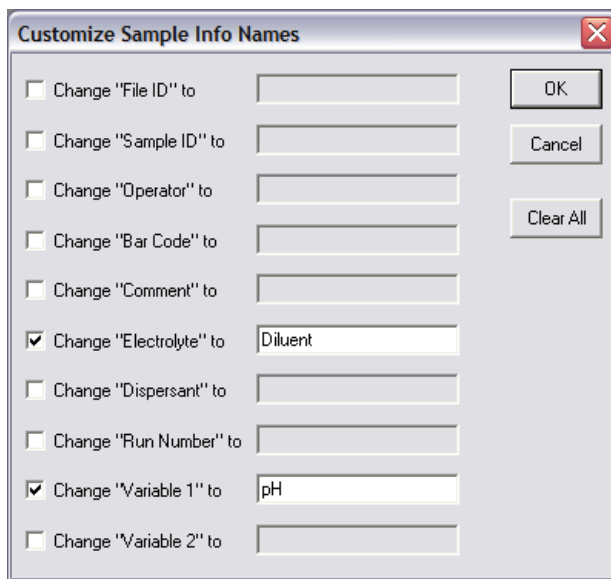 Customize Sample Info Names
Change "File ID" to
OK
Change "Sample ID" to
Cancel
Change "Operator" to
Clear All
Change "Bar Code" to
Change "Comment" to
Change "Electrolyte" to Diluent
Change "Dispersant" to
Change "Run Number" to
Change "Variable 1" to pH
Change "Variable 2" to